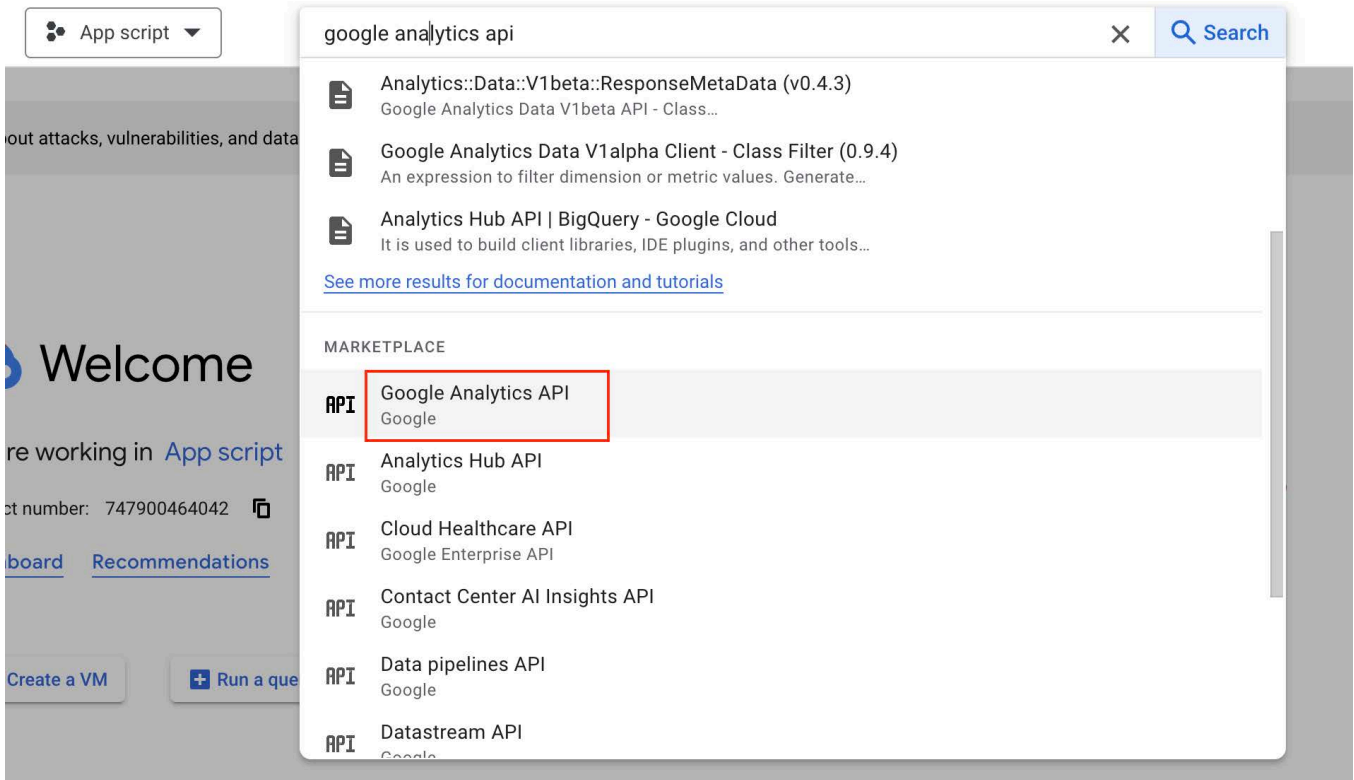 App script
google analytics api
Search
Analytics::Data::V1beta::ResponseMetaData (v0.4.3)
Google Analytics Data V1beta API - Class…
out attacks, vulnerabilities, and data
Google Analytics Data V1alpha Client - Class Filter (0.9.4)
An expression to filter dimension or metric values. Generate…
Analytics Hub API | BigQuery - Google Cloud
It is used to build client libraries, IDE plugins, and other tools…
See more results for documentation and tutorials
MARKETPLACE
Welcome
API Google Analytics API
Google
re working in App script
API Analytics Hub API
Google
ct number: 747900464042
API Cloud Healthcare API
Google Enterprise API
board Recommendations
API Contact Center AI Insights API
Google
API Data pipelines API
Google
Create a VM
Run a que
API Datastream API
Google